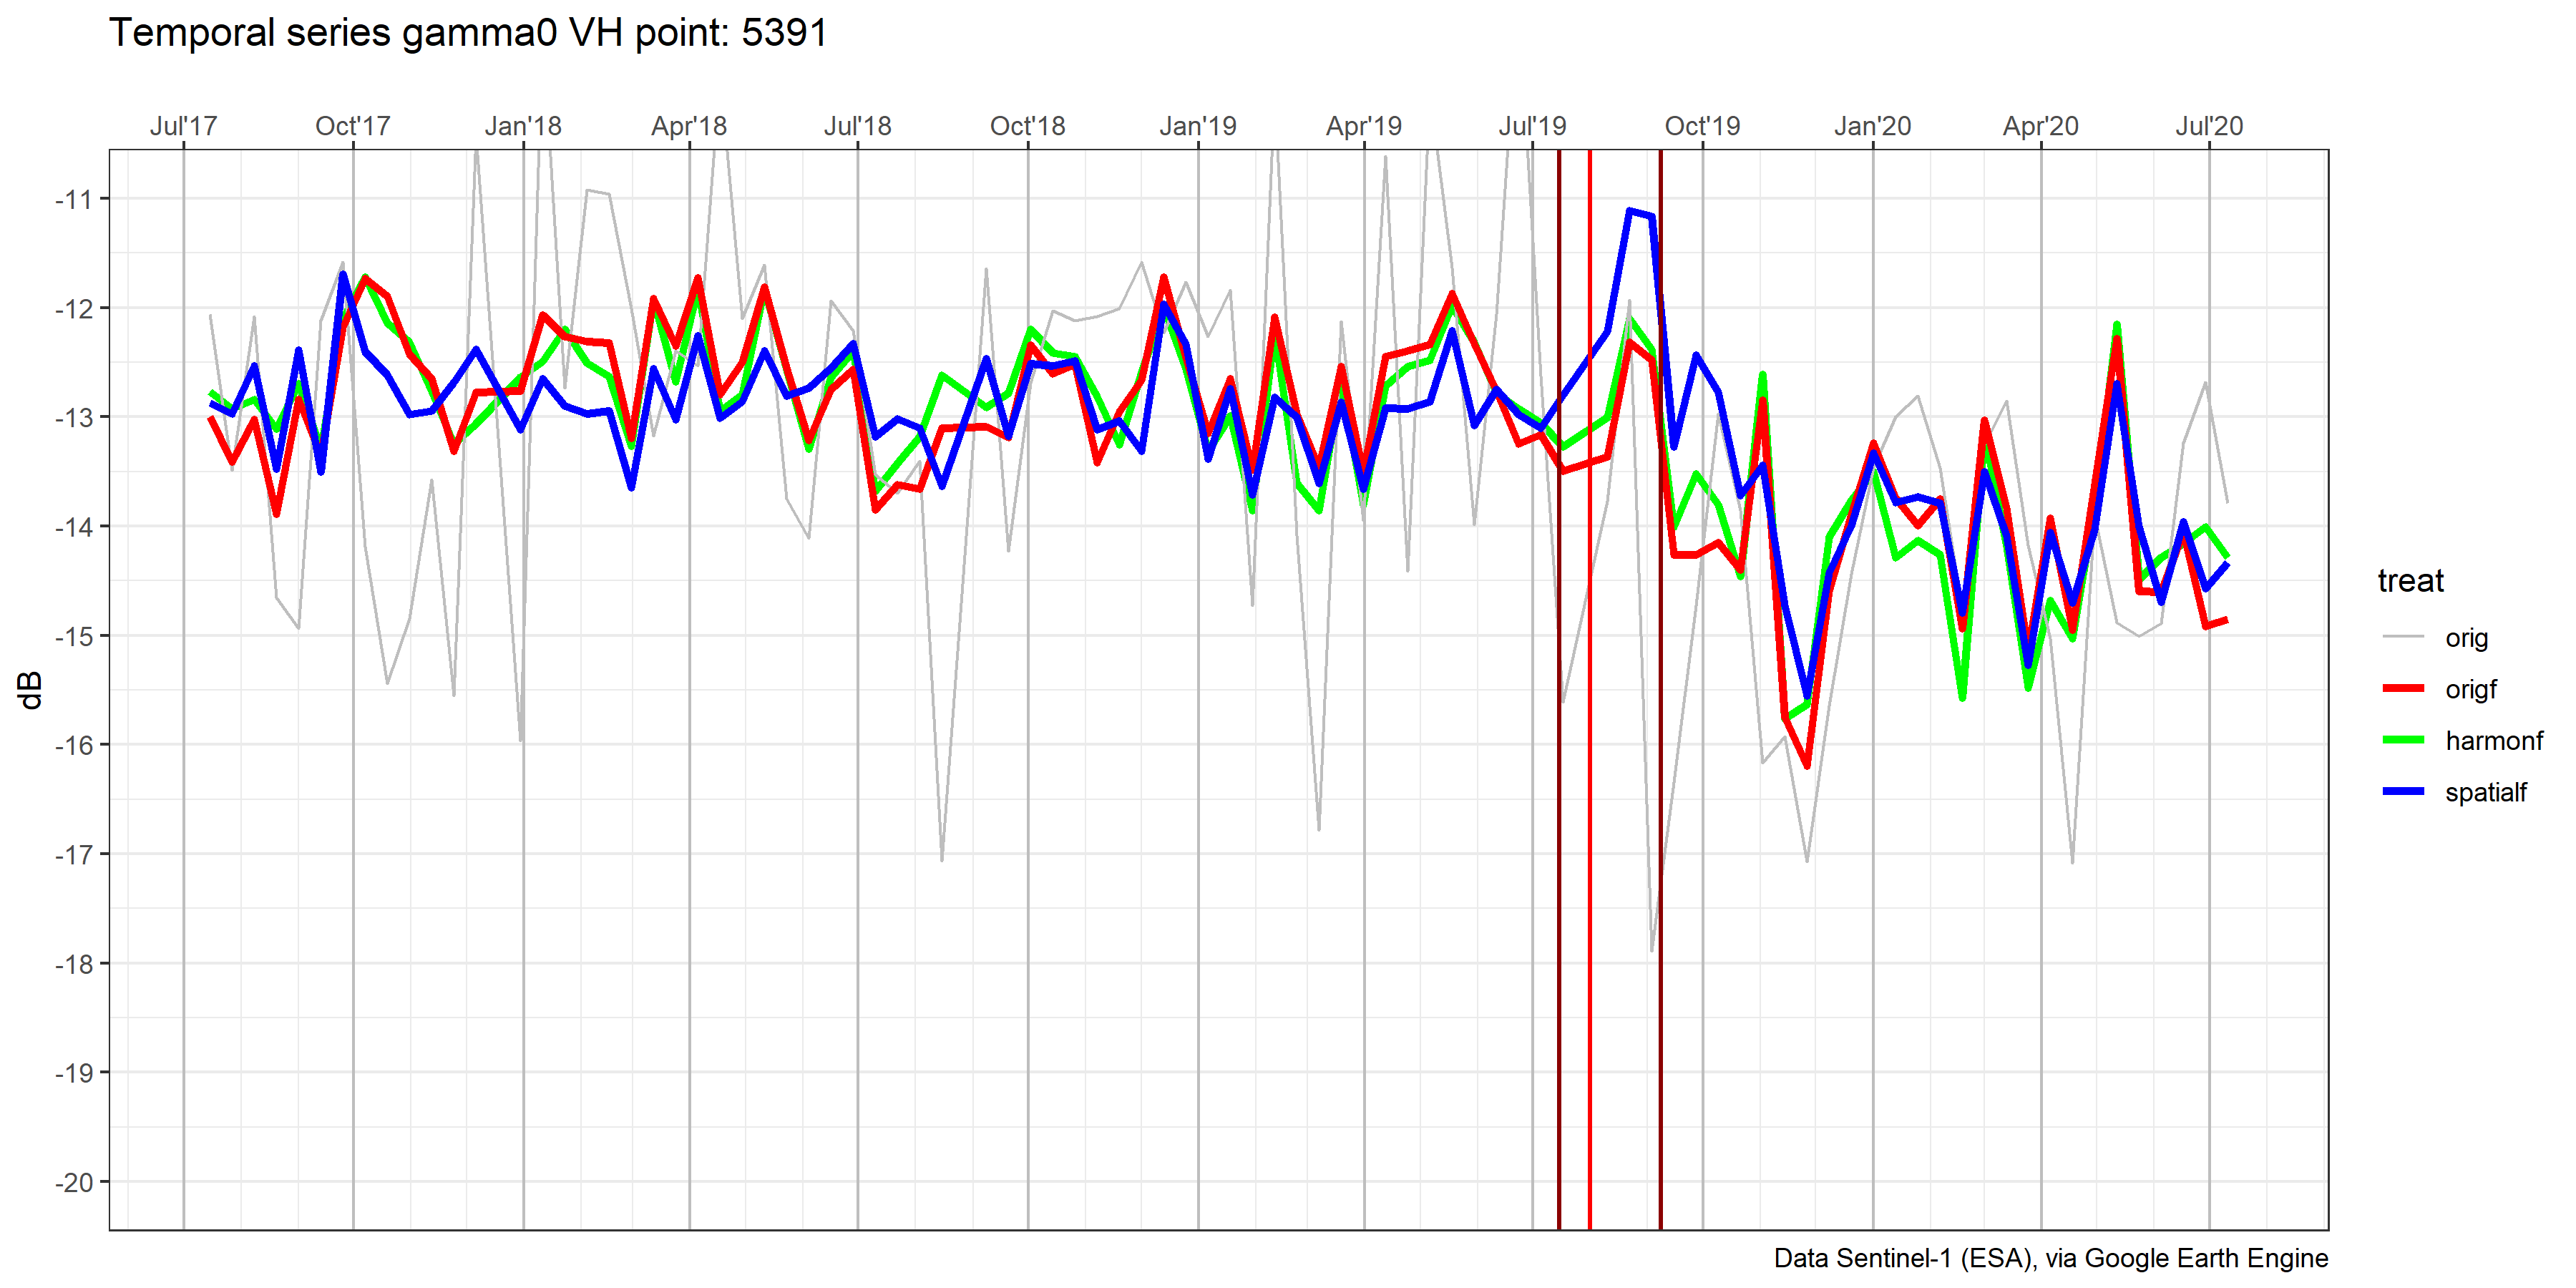 Temporal series gamma0 VH point: 5391
Jul'17 Oct'17 Jan'18 Apr'18 Jul'18 Oct'18 Jan'19 Apr'19 Jul'19 Oct'19 Jan'20 Apr'20 Jul'20
-11
-12
-13
-14
-15
-16
-17
-18
-19
-20
dB
treat
orig
origf
harmonf
spatialf
Data Sentinel-1 (ESA), via Google Earth Engine